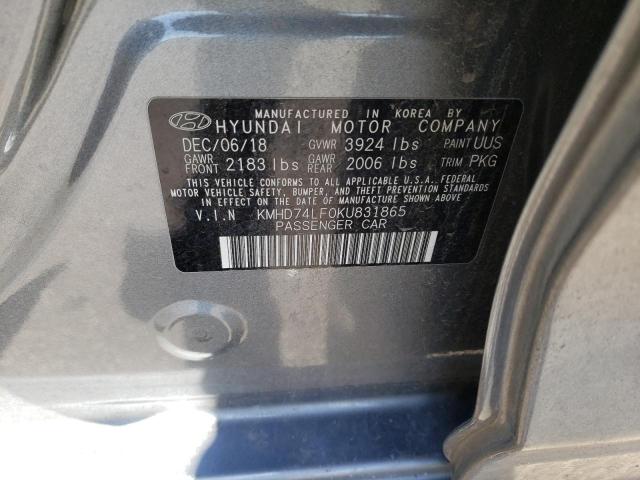 MANUFACTURED IN KOREA BY
HYUNDAI MOTOR COMPANY
DEC/06/18 GVWR 3924 lbs PAINT UUS
GAWR FRONT 2183 lbs GAWR REAR 2006 lbs TRIM PKG
THIS VEHICLE CONFORMS TO ALL APPLICABLE U.S.A. FEDERAL
MOTOR VEHICLE SAFETY, BUMPER, AND THEFT PREVENTION STANDARDS
IN EFFECT ON THE DATE OF MANUFACTURE SHOWN ABOVE.
V.I.N KMHD74LF0KU831865
PASSENGER CAR